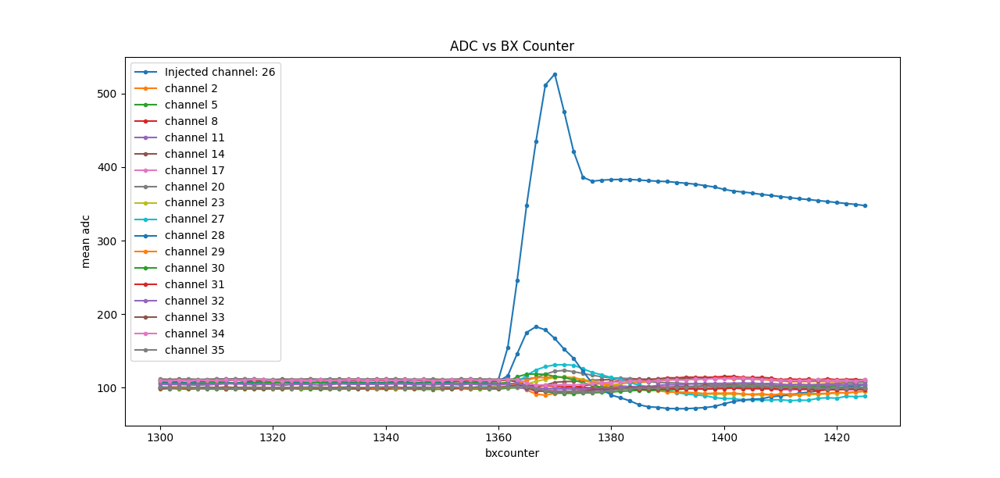 ADC vs BX Counter
mean adc
500
400
300
200
100
Injected channel: 26
channel 2
channel 5
channel 8
channel 11
channel 14
channel 17
channel 20
channel 23
channel 27
channel 28
channel 29
channel 30
channel 31
channel 32
channel 33
channel 34
channel 35
1300 1320 1340 1360 1380 1400 1420
bxcounter